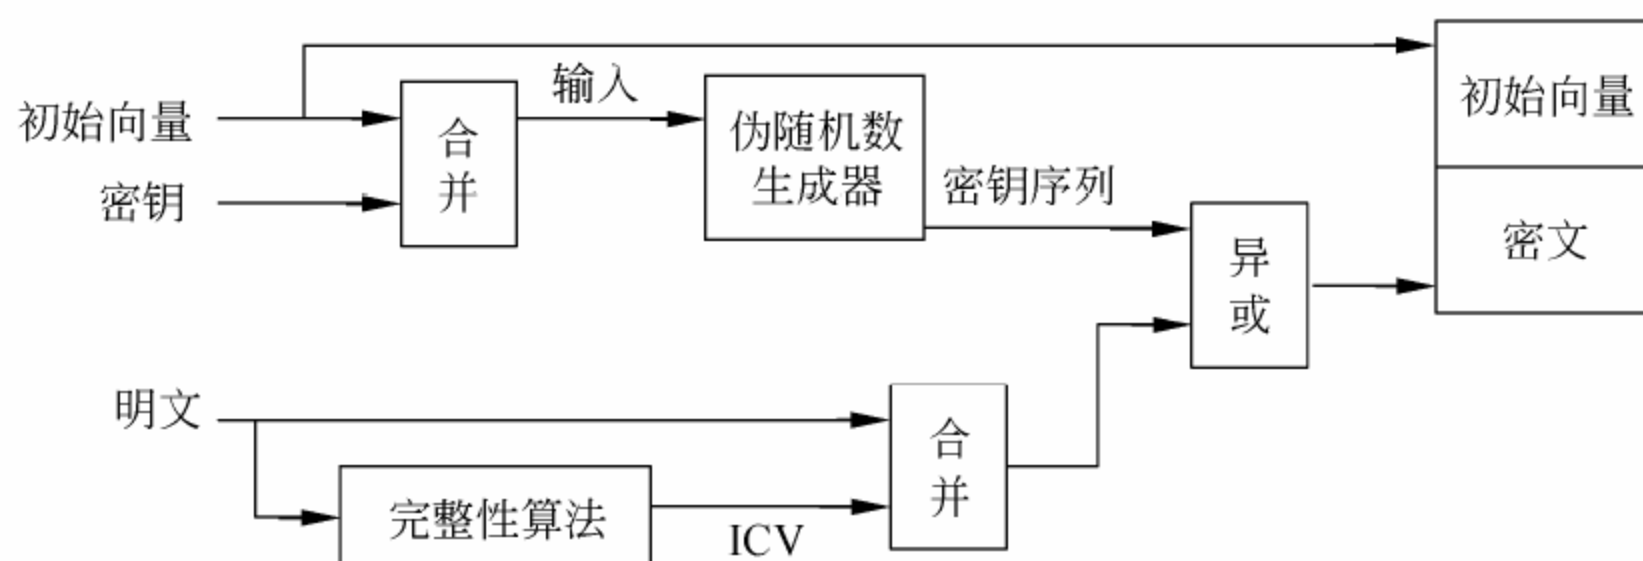 输入
初始向量
初始向量
合
并
伪随机数
生成器
密钥
密钥序列
异
或
密文
明文
合
并
完整性算法
ICV